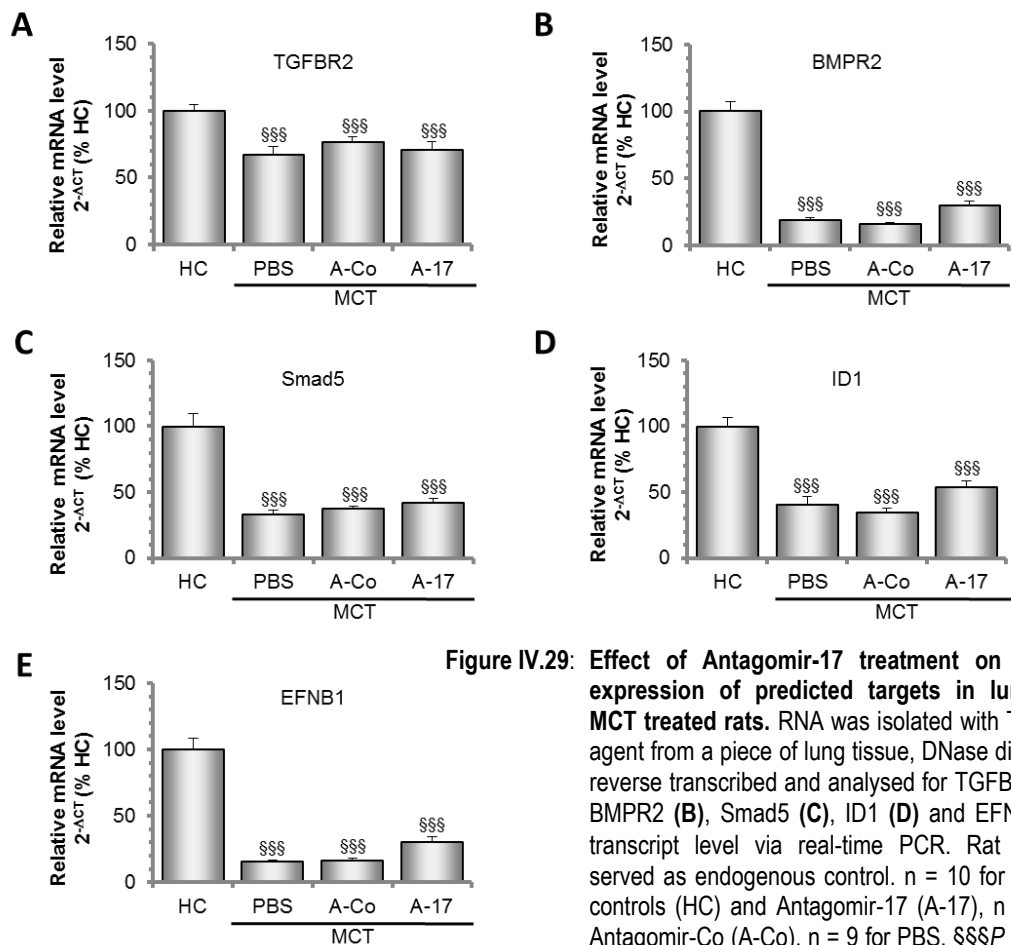 A
TGFBR2
Relative mRNA level
2-ΔCT (% HC)
150
100
50
0
§§§ §§§ §§§
HC PBS A-Co A-17
MCT
B
BMPR2
Relative mRNA level
2-ΔCT (% HC)
150
100
50
0
§§§ §§§ §§§
HC PBS A-Co A-17
MCT
C
Smad5
Relative mRNA level
2-ΔCT (% HC)
150
100
50
0
§§§ §§§ §§§
HC PBS A-Co A-17
MCT
D
ID1
Relative mRNA level
2-ΔCT (% HC)
150
100
50
0
§§§ §§§ §§§
HC PBS A-Co A-17
MCT
E
EFNB1
Relative mRNA level
2-ΔCT (% HC)
150
100
50
0
§§§ §§§ §§§
HC PBS A-Co A-17
MCT
Figure IV.29: Effect of Antagomir-17 treatment on
expression of predicted targets in
MCT treated rats. RNA was isolated with
agent from a piece of lung tissue, DNase
reverse transcribed and analysed for
BMPR2 (B), Smad5 (C), ID1 (D) and
transcript level via real-time PCR. Rat
served as endogenous control. n = 10 for
controls (HC) and Antagomir-17 (A-17), n
Antagomir-Co (A-Co), n = 9 for PBS. §§§P